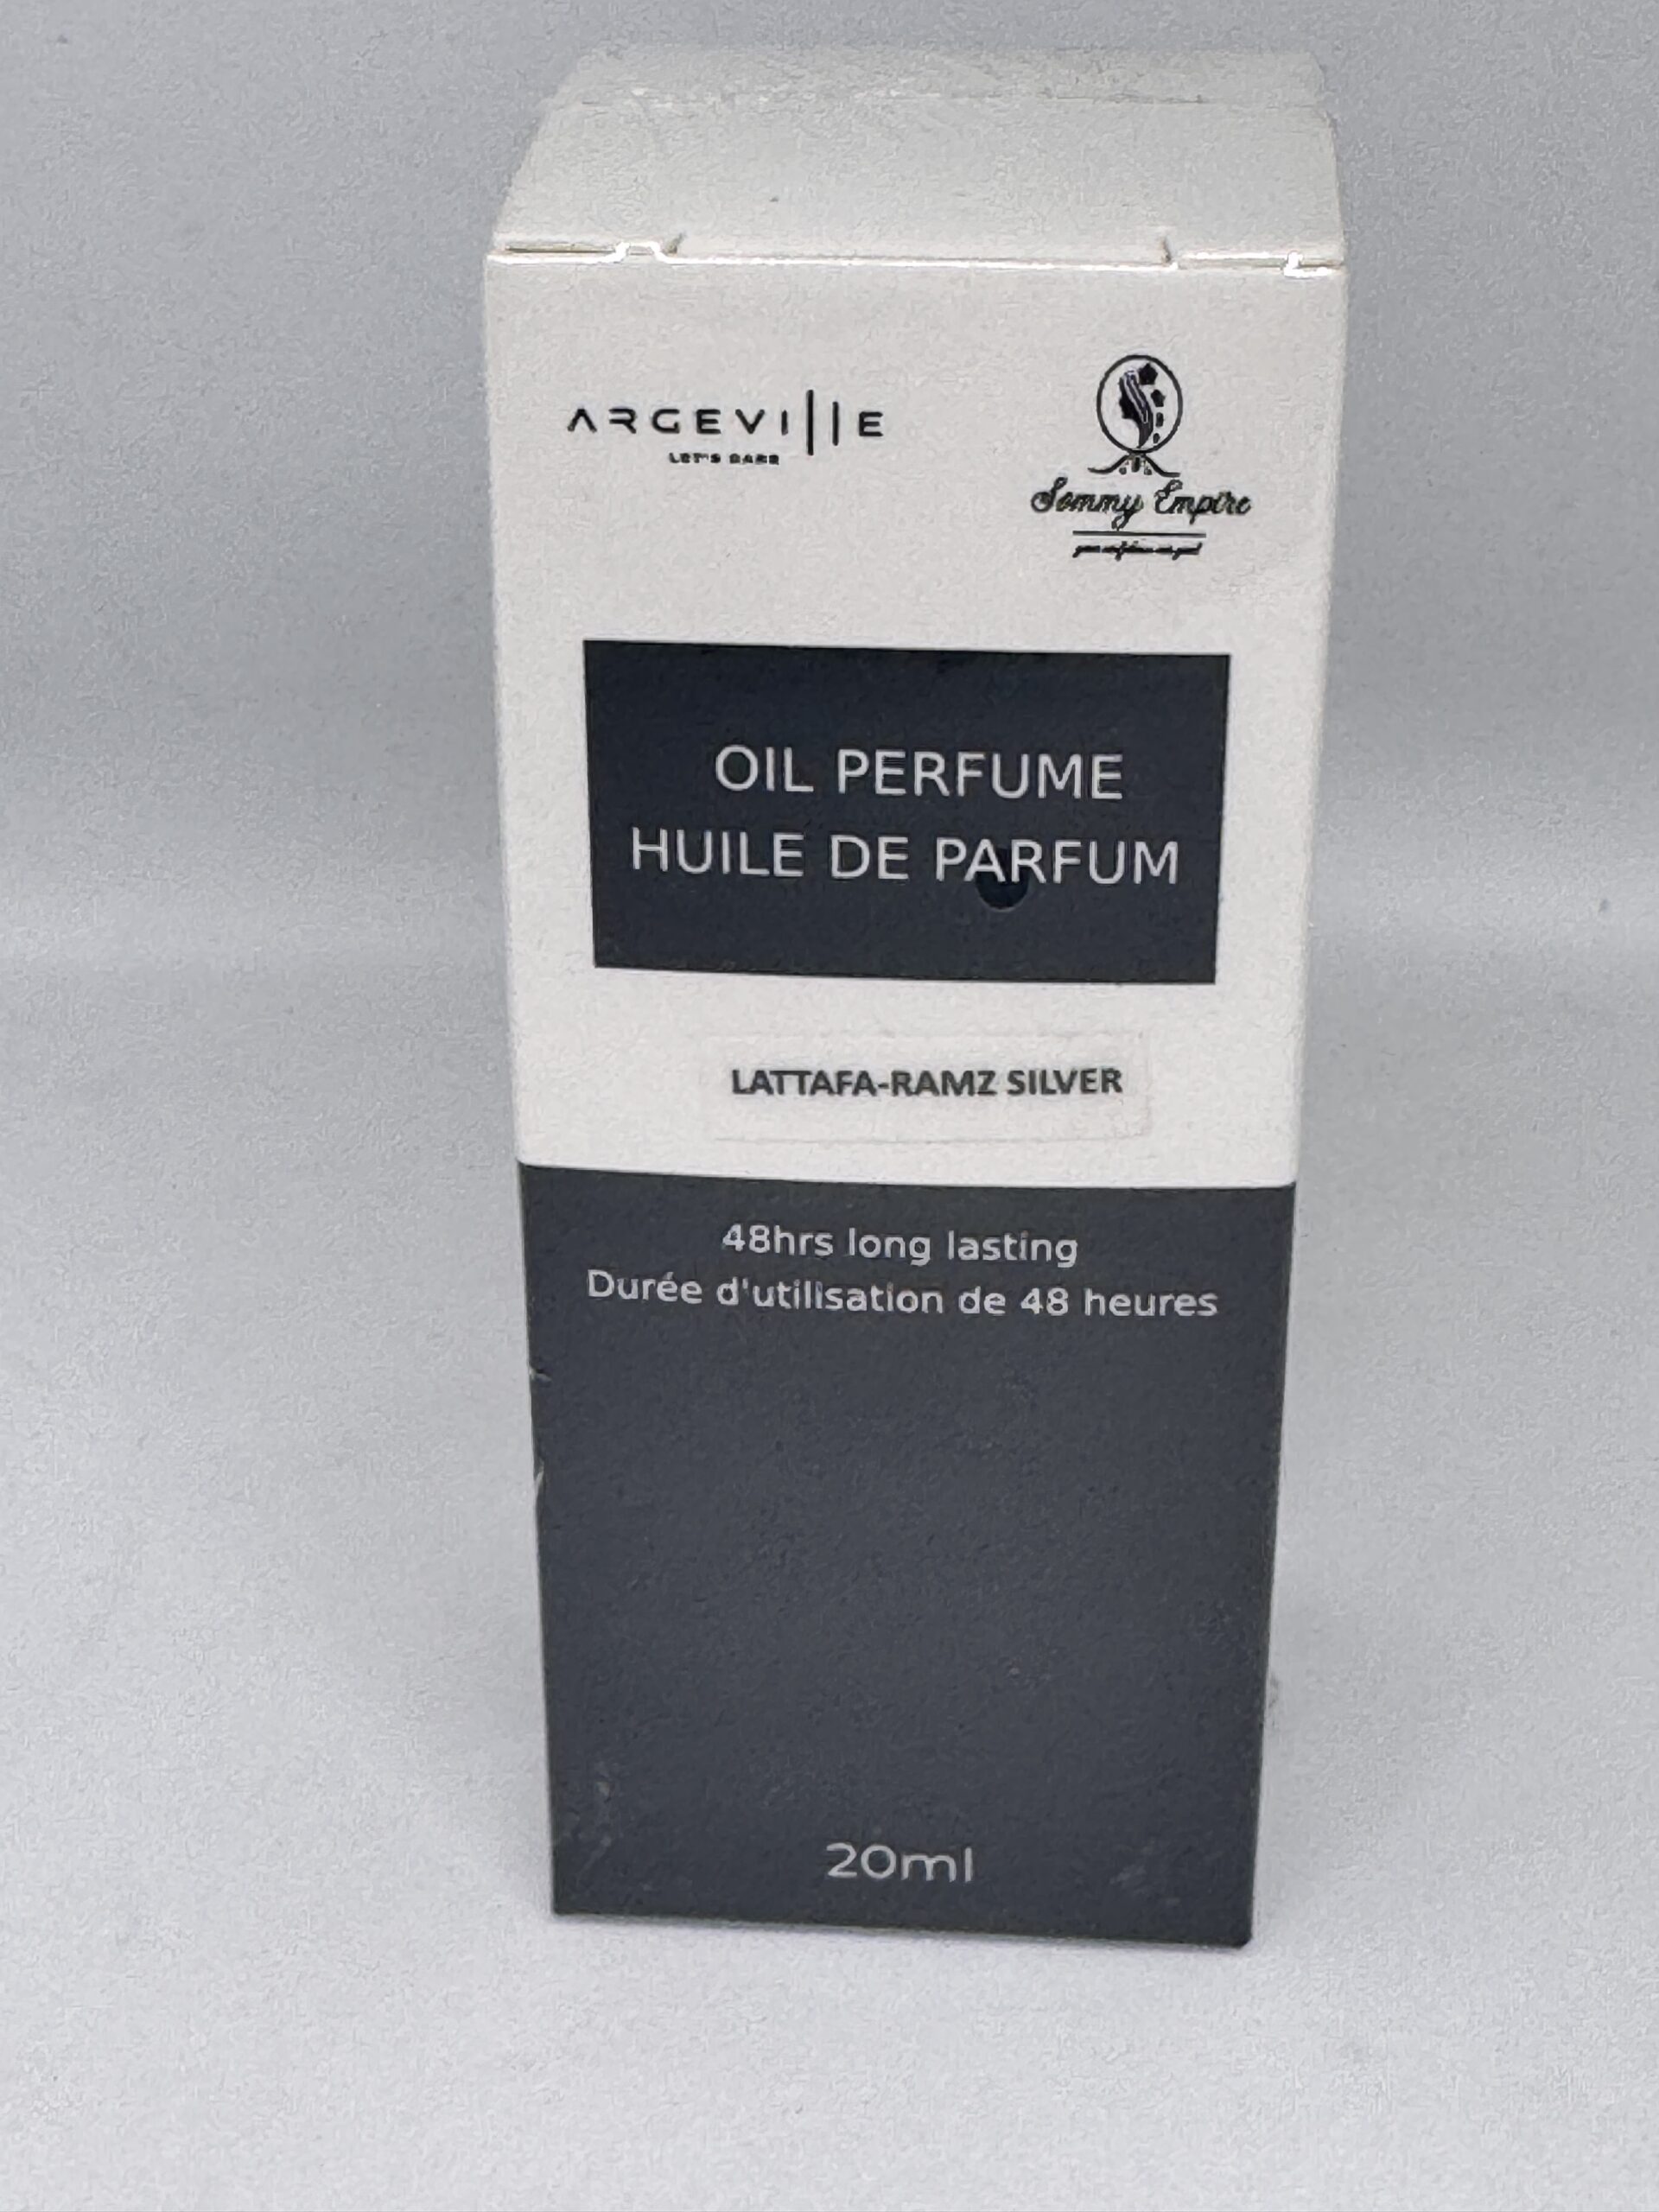 ARGEVIllE
LET'S DARE
Sommy Empire
OIL PERFUME
HUILE DE PARFUM
LATTAFA-RAMZ SILVER
48hrs long lasting
Durée d'utilisation de 48 heures
20ml